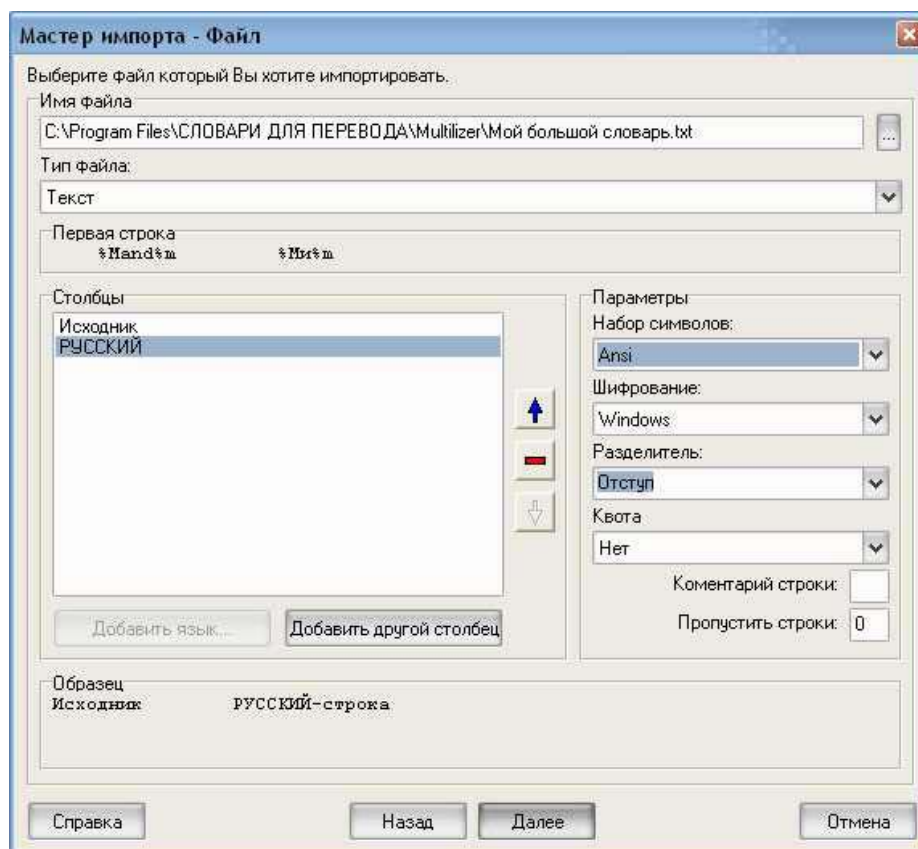 Мастер импорта - Файл
Выберите файл который Вы хотите импортировать.
Имя файла
C:\Program Files\СЛОВАРИ ДЛЯ ПЕРЕВОДА\Multilizer\Мой большой словарь.txt
...
Тип файла:
Текст
Первая строка
%Mand%m %Ми%m
Столбцы
Исходник
РУССКИЙ
Добавить язык...
Добавить другой столбец
Параметры
Набор символов:
Ansi
Шифрование:
Windows
Разделитель:
Отступ
Квота
Нет
Коментарий строки:
Пропустить строки: 0
Образец
Исходник РУССКИЙ-строка
Справка
Назад
Далее
Отмена